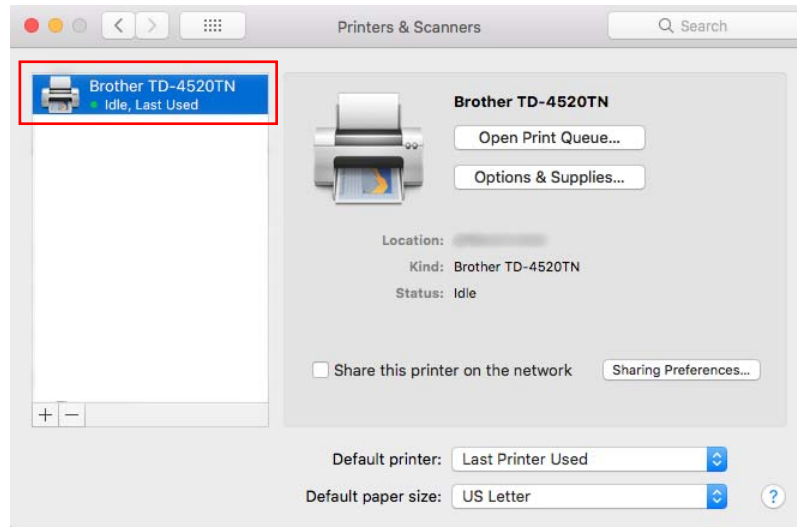 Printers & Scanners
Search
Brother TD-4520TN
Idle, Last Used
Brother TD-4520TN
Open Print Queue...
Options & Supplies...
Location:
Kind: Brother TD-4520TN
Status: Idle
Share this printer on the network
Sharing Preferences...
+ −
Default printer: Last Printer Used
Default paper size: US Letter
?